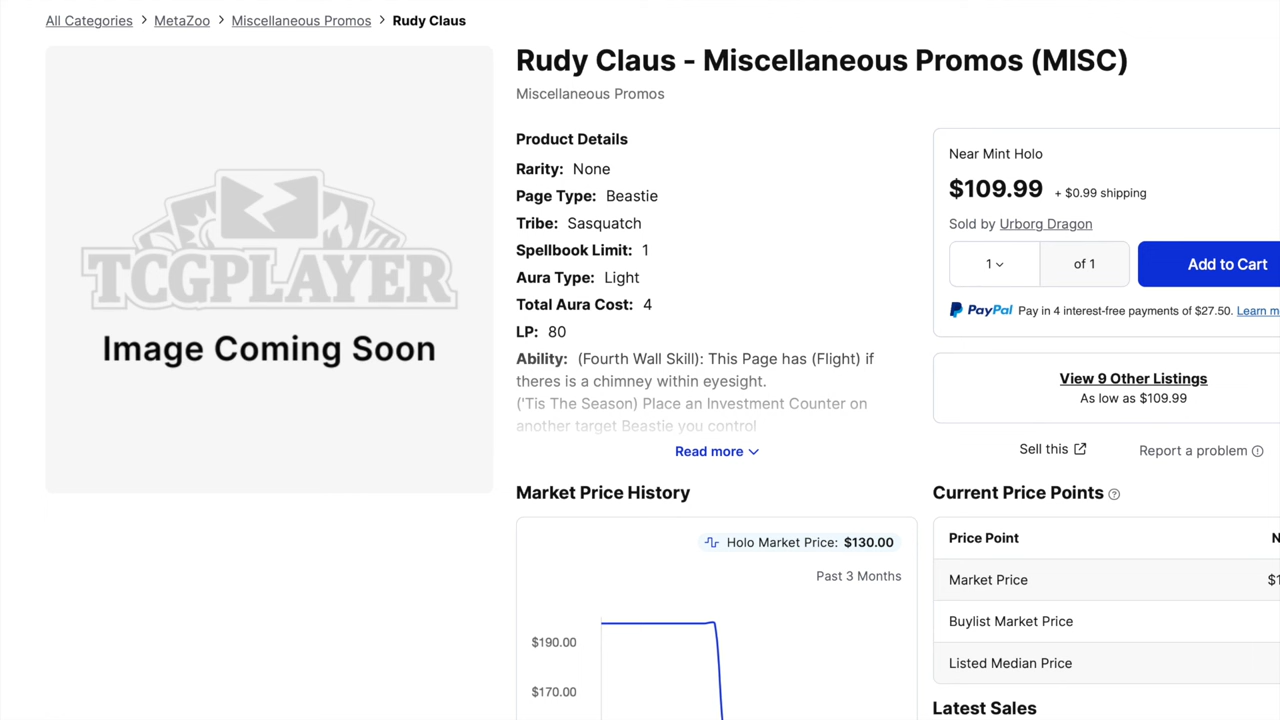 All Categories > MetaZoo > Miscellaneous Promos > Rudy Claus
TCGPLAYER
Image Coming Soon
Rudy Claus - Miscellaneous Promos (MISC)
Miscellaneous Promos
Product Details
Rarity: None
Page Type: Beastie
Tribe: Sasquatch
Spellbook Limit: 1
Aura Type: Light
Total Aura Cost: 4
LP: 80
Ability: (Fourth Wall Skill): This Page has (Flight) if
theres is a chimney within eyesight.
('Tis The Season) Place an Investment Counter on
another target Beastie you control
Read more
Market Price History
Holo Market Price: $130.00
Past 3 Months
$190.00
$170.00
Near Mint Holo
$109.99 + $0.99 shipping
Sold by Urborg Dragon
1 of 1
Add to Cart
PayPal Pay in 4 interest-free payments of $27.50. Learn m
View 9 Other Listings
As low as $109.99
Sell this
Report a problem
Current Price Points
Price Point N
Market Price $1
Buylist Market Price
Listed Median Price
Latest Sales